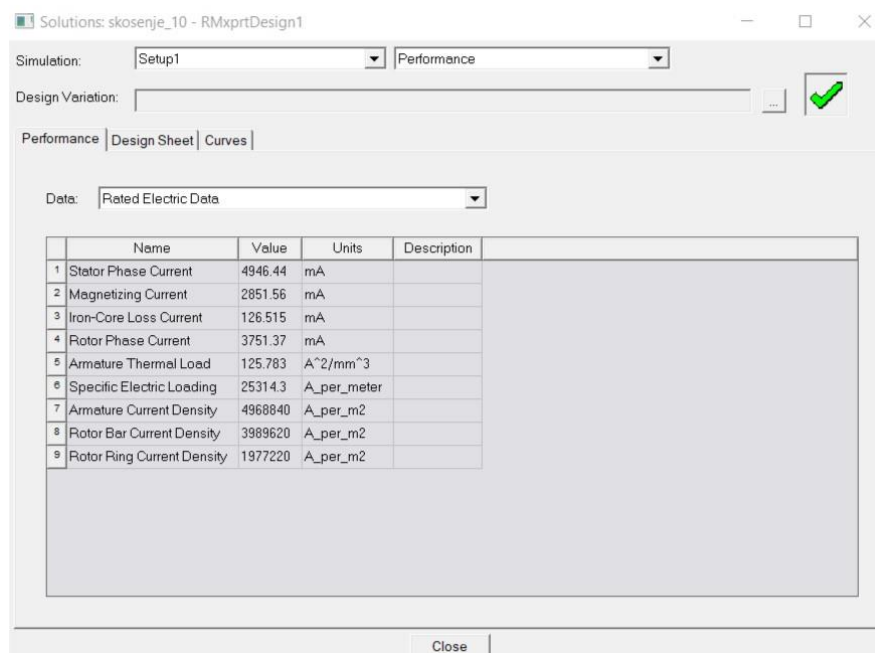 Solutions: skosenje_10 - RMxprtDesign1
Simulation: Setup1 Performance
Design Variation: ...
Performance Design Sheet Curves
Data: Rated Electric Data
Name Value Units Description
1 Stator Phase Current 4946.44 mA
2 Magnetizing Current 2851.56 mA
3 Iron-Core Loss Current 126.515 mA
4 Rotor Phase Current 3751.37 mA
5 Armature Thermal Load 125.783 A^2/mm^3
6 Specific Electric Loading 25314.3 A_per_meter
7 Armature Current Density 4968840 A_per_m2
8 Rotor Bar Current Density 3989620 A_per_m2
9 Rotor Ring Current Density 1977220 A_per_m2
Close